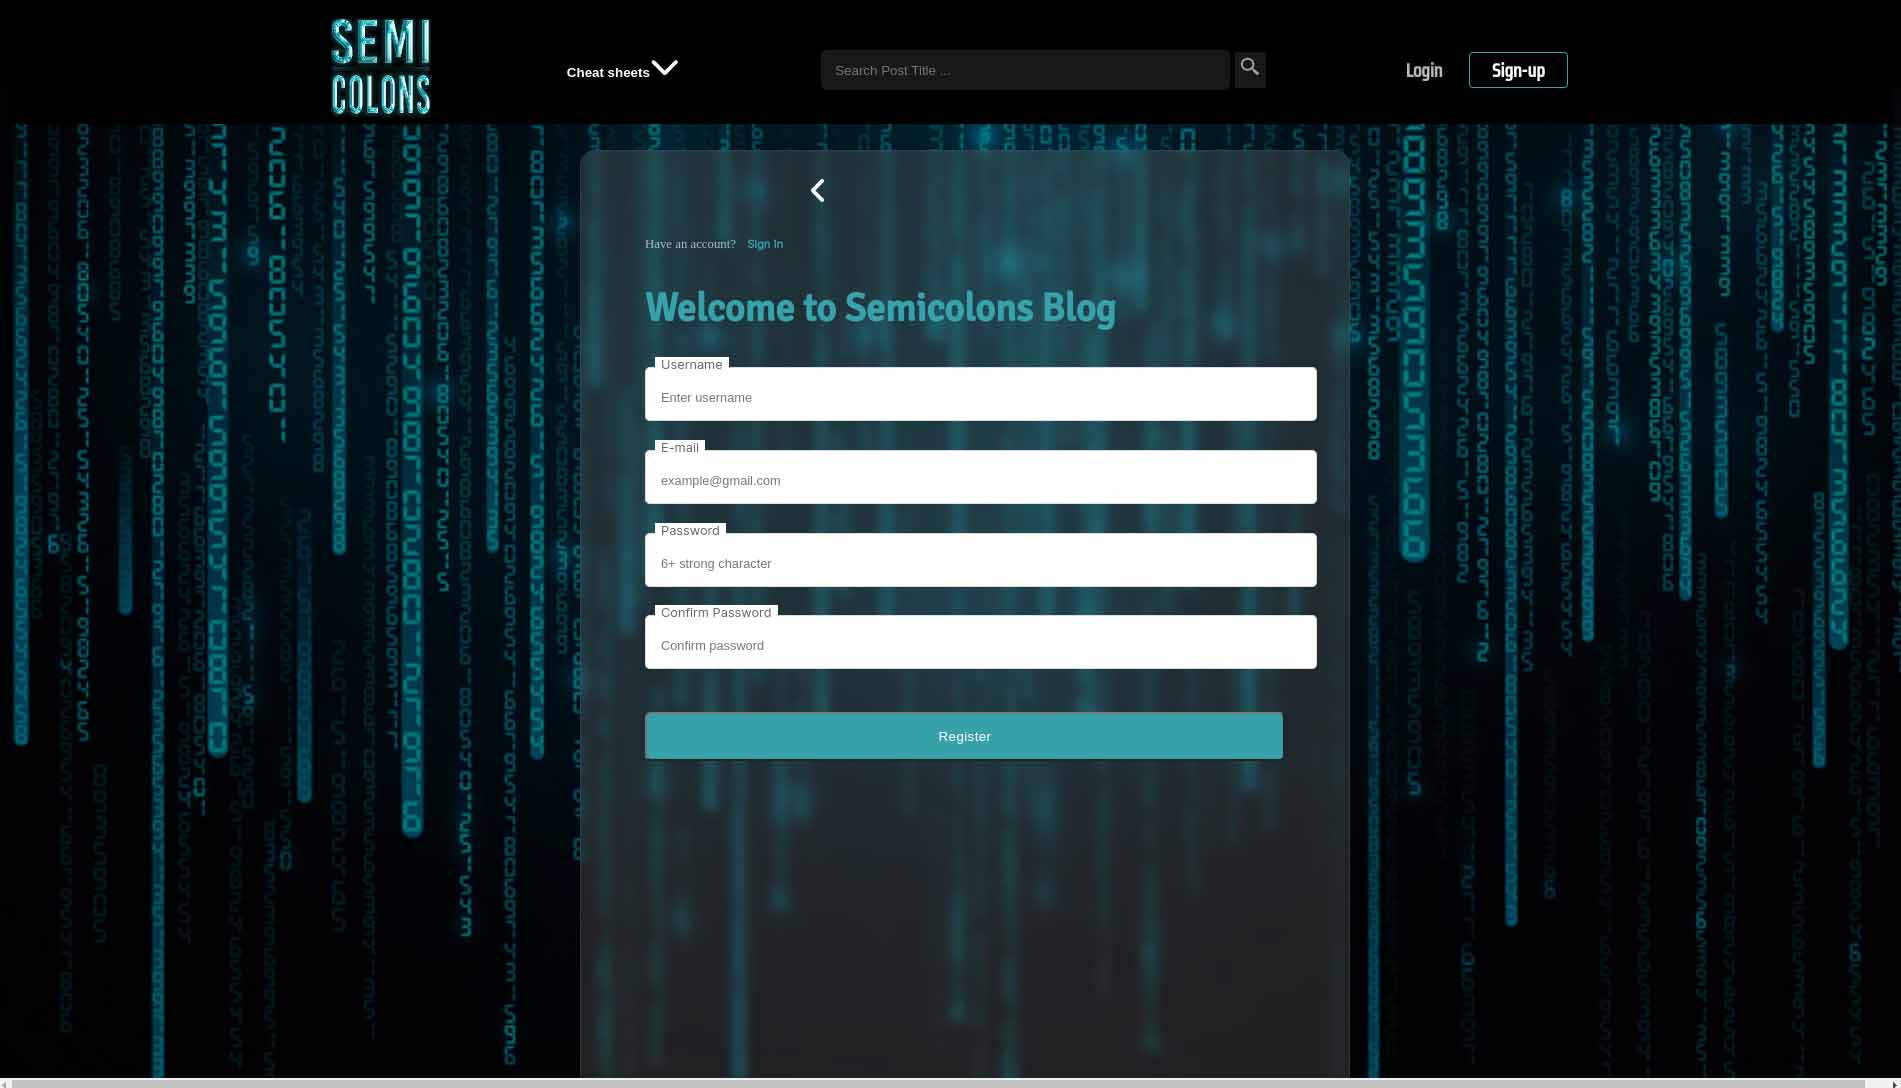 SEMI
COLONS
Cheat sheets
Search Post Title ...
Login
Sign-up
Have an account? Sign In
Welcome to Semicolons Blog
Username
Enter username
E-mail
example@gmail.com
Password
6+ strong character
Confirm Password
Confirm password
Register